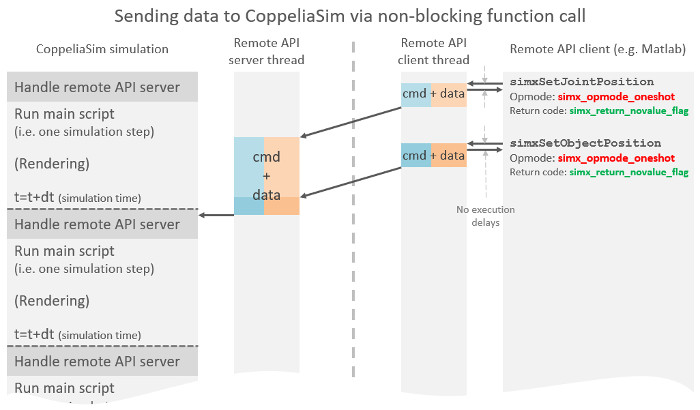 Sending data to CoppeliaSim via non-blocking function call
CoppeliaSim simulation
Remote API
server thread
Remote API
client thread
Remote API client (e.g. Matlab)
Handle remote API server
Run main script
(i.e. one simulation step)
(Rendering)
t=t+dt (simulation time)
Handle remote API server
Run main script
(i.e. one simulation step)
(Rendering)
t=t+dt (simulation time)
Handle remote API server
Run main script
cmd
+
data
cmd + data
cmd + data
simxSetJointPosition
Opmode: simx_opmode_oneshot
Return code: simx_return_novalue_flag
simxSetObjectPosition
Opmode: simx_opmode_oneshot
Return code: simx_return_novalue_flag
No execution
delays